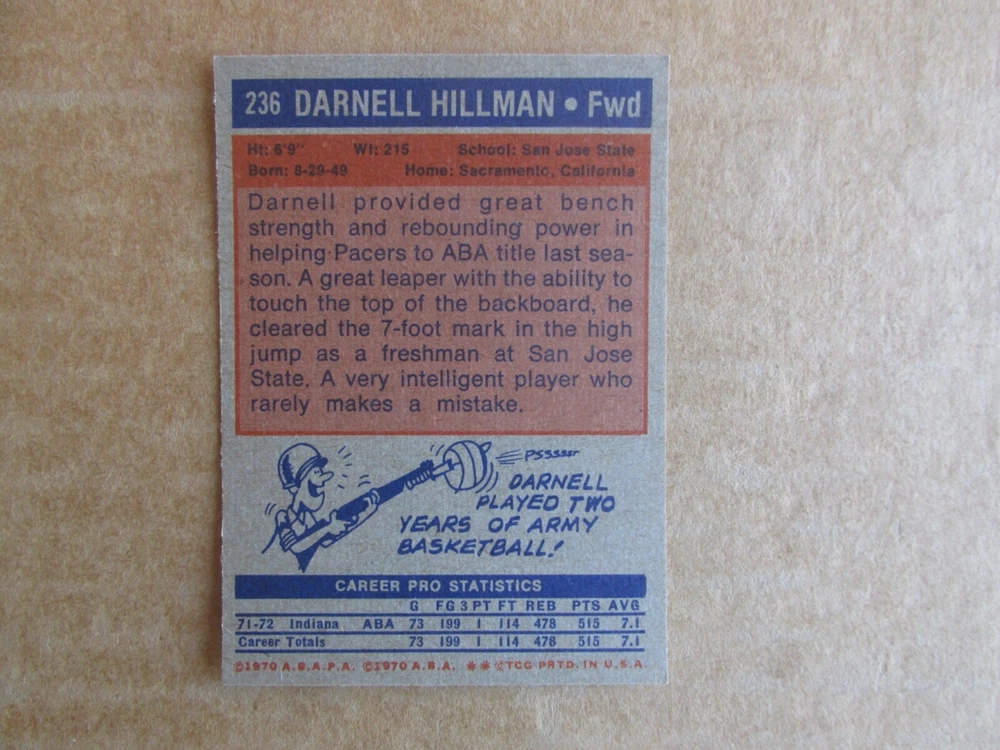 236 DARNELL HILLMAN • Fwd
Ht: 6'9" Wt: 215 School: San Jose State
Born: 8-29-49 Home: Sacramento, California
Darnell provided great bench
strength and rebounding power in
helping Pacers to ABA title last sea-
son. A great leaper with the ability to
touch the top of the backboard, he
cleared the 7-foot mark in the high
jump as a freshman at San Jose
State. A very intelligent player who
rarely makes a mistake.
PSSSSST
DARNELL
PLAYED TWO
YEARS OF ARMY
BASKETBALL!
CAREER PRO STATISTICS
G FG 3PT FT REB PTS AVG
71-72 Indiana ABA 73 199 1 114 478 515 7.1
Career Totals 73 199 1 114 478 515 7.1
©1970 A.B.A.P.A. ©1970 A.B.A. ** ©TCG PRTD. IN U.S.A.